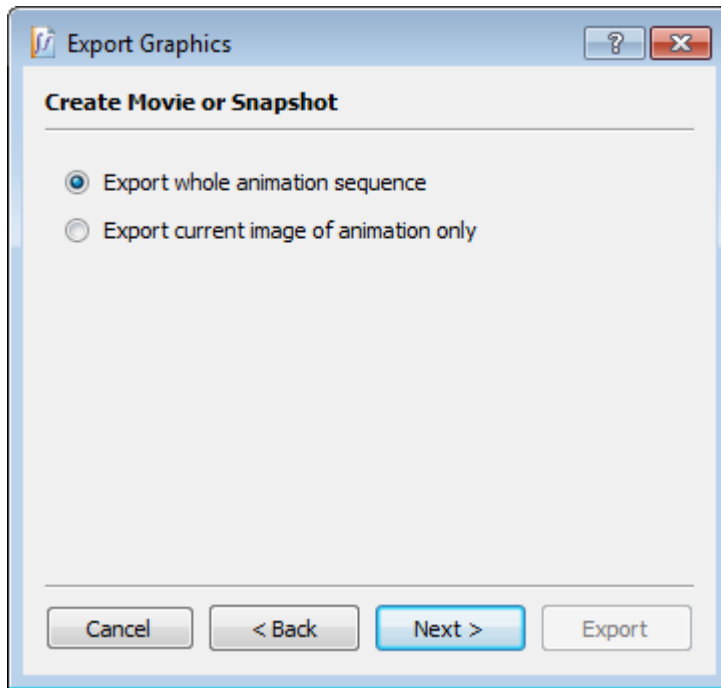 Export Graphics
?
Create Movie or Snapshot
Export whole animation sequence
Export current image of animation only
Cancel < Back Next > Export